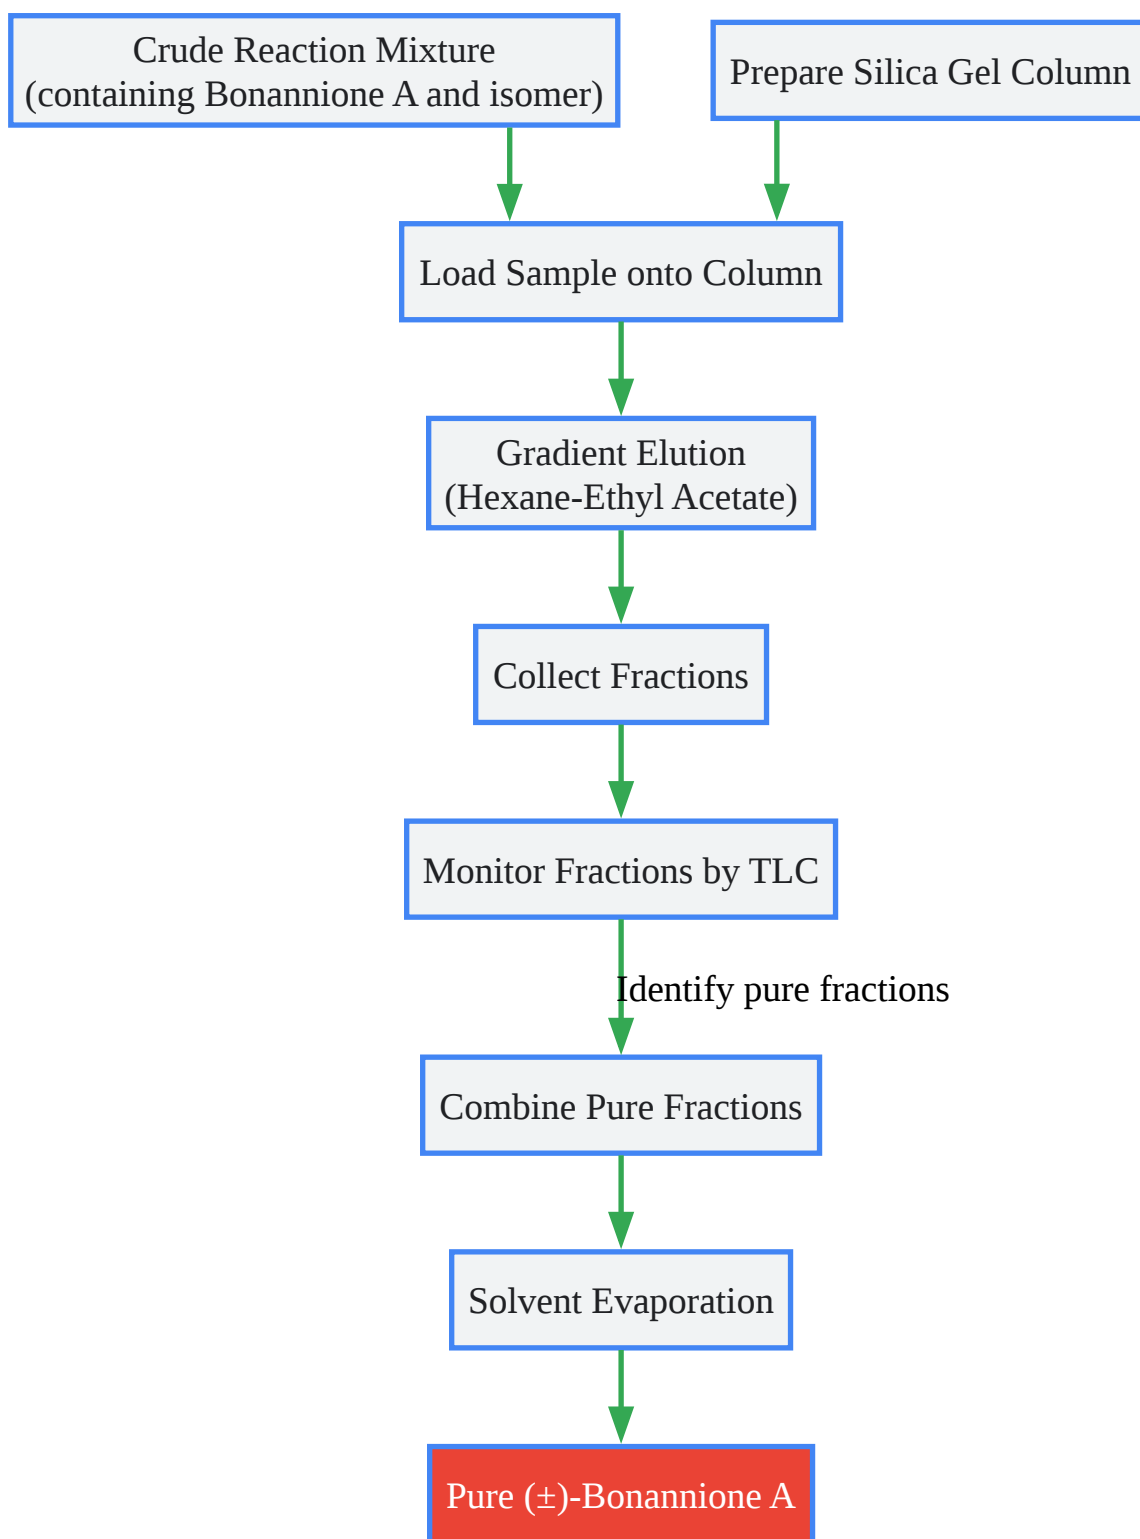 Crude Reaction Mixture
(containing Bonannione A and isomer)
Prepare Silica Gel Column
Load Sample onto Column
Gradient Elution
(Hexane-Ethyl Acetate)
Collect Fractions
Monitor Fractions by TLC
Identify pure fractions
Combine Pure Fractions
Solvent Evaporation
Pure (±)-Bonannione A